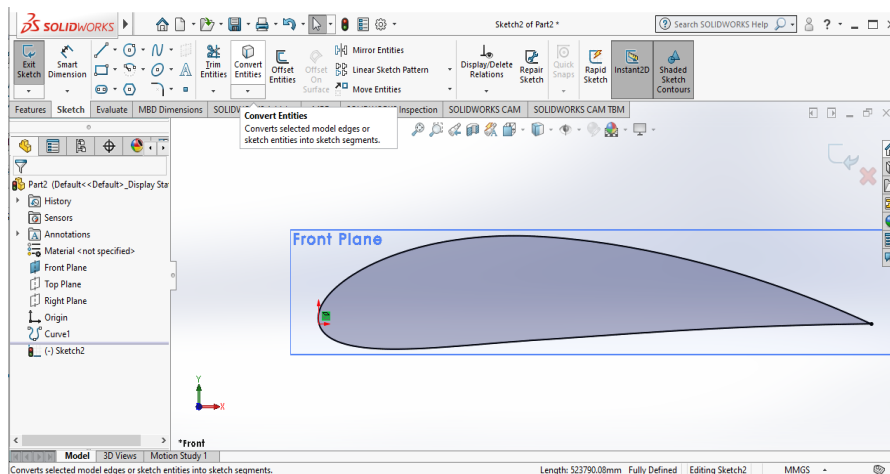 SOLIDWORKS
Sketch2 of Part2 *
Search SOLIDWORKS Help
Exit Sketch
Smart Dimension
Trim Entities
Convert Entities
Offset Entities
Offset On Surface
Mirror Entities
Linear Sketch Pattern
Move Entities
Display/Delete Relations
Repair Sketch
Quick Snaps
Rapid Sketch
Instant2D
Shaded Sketch Contours
Features Sketch Evaluate MBD Dimensions Inspection SOLIDWORKS CAM SOLIDWORKS CAM TBM
Convert Entities
Converts selected model edges or
sketch entities into sketch segments.
Part2 (Default<<Default>_Display Sta
History
Sensors
Annotations
Material <not specified>
Front Plane
Top Plane
Right Plane
Origin
Curve1
(-) Sketch2
Front Plane
Y
X
*Front
Model 3D Views Motion Study 1
Converts selected model edges or sketch entities into sketch segments. Length: 523790.08mm Fully Defined Editing Sketch2 MMGS